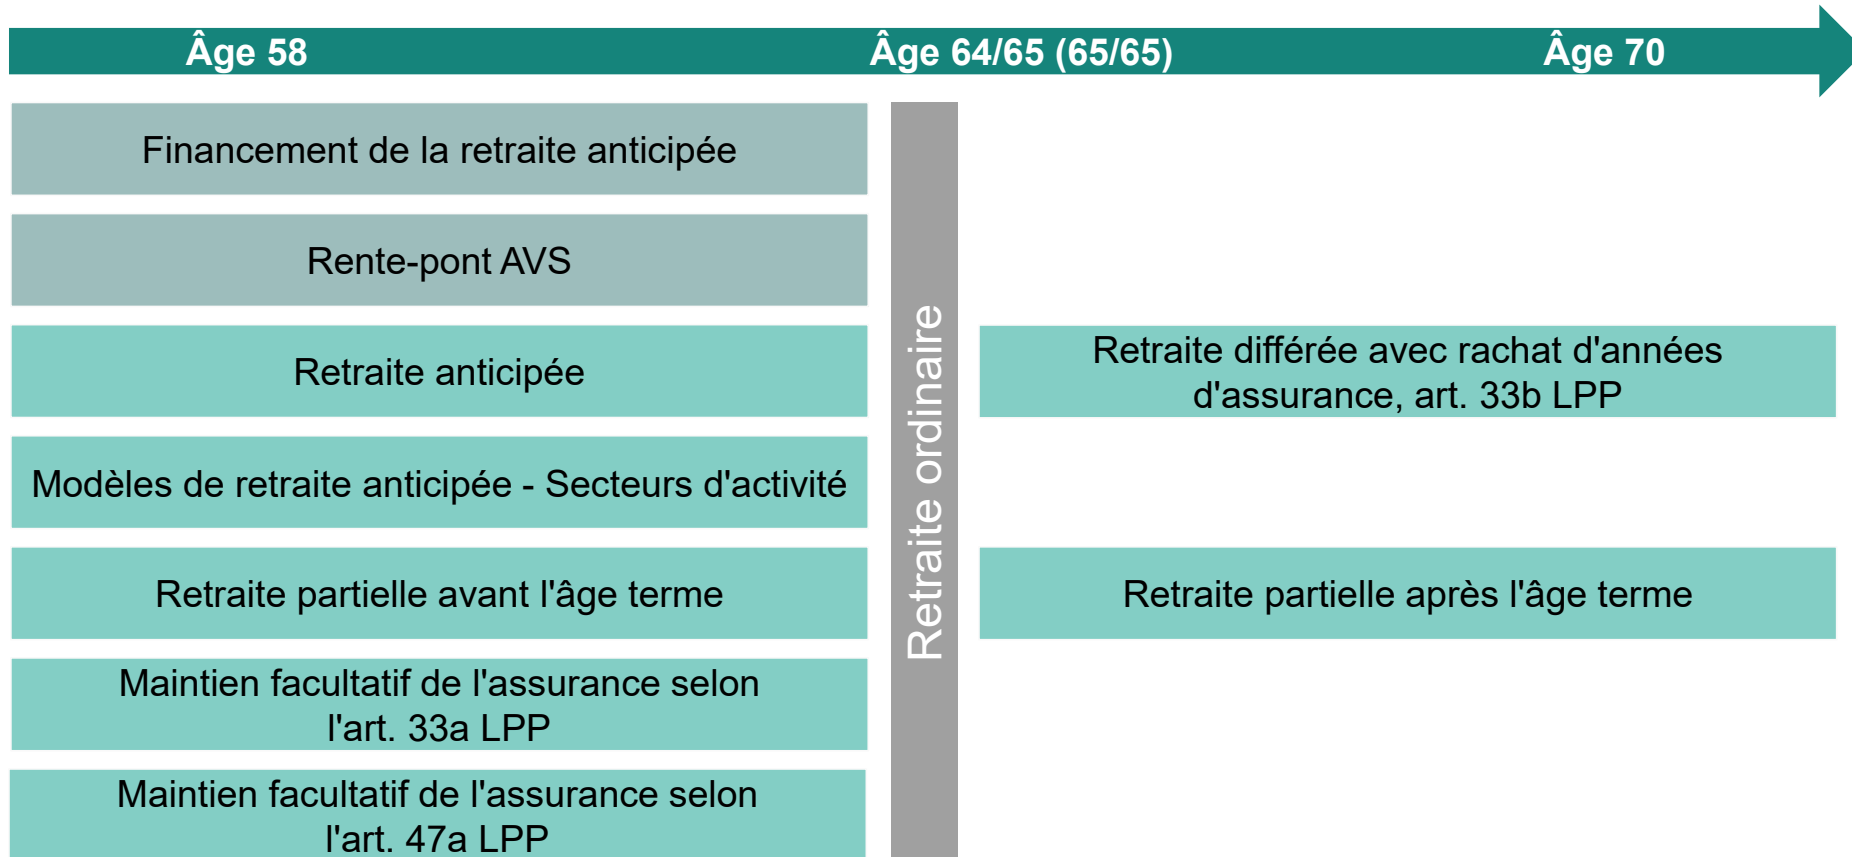 Âge 58
Âge 64/65 (65/65)
Âge 70
Financement de la retraite anticipée
Rente-pont AVS
Retraite anticipée
Modèles de retraite anticipée - Secteurs d'activité
Retraite partielle avant l'âge terme
Maintien facultatif de l'assurance selon
l'art. 33a LPP
Maintien facultatif de l'assurance selon
l'art. 47a LPP
Retraite ordinaire
Retraite différée avec rachat d'années
d'assurance, art. 33b LPP
Retraite partielle après l'âge terme